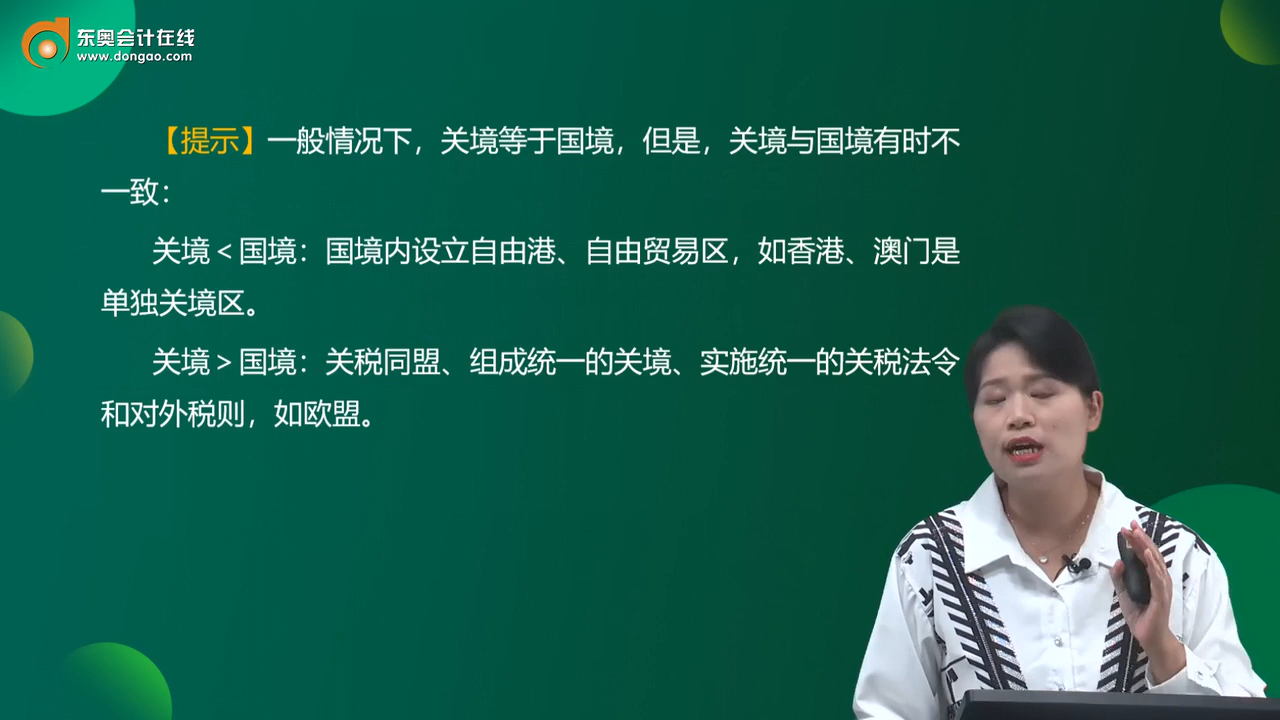 东奥会计在线
www.dongao.com
【提示】一般情况下，关境等于国境，但是，关境与国境有时不
一致：
关境＜国境：国境内设立自由港、自由贸易区，如香港、澳门是
单独关境区。
关境＞国境：关税同盟、组成统一的关境、实施统一的关税法令
和对外税则，如欧盟。